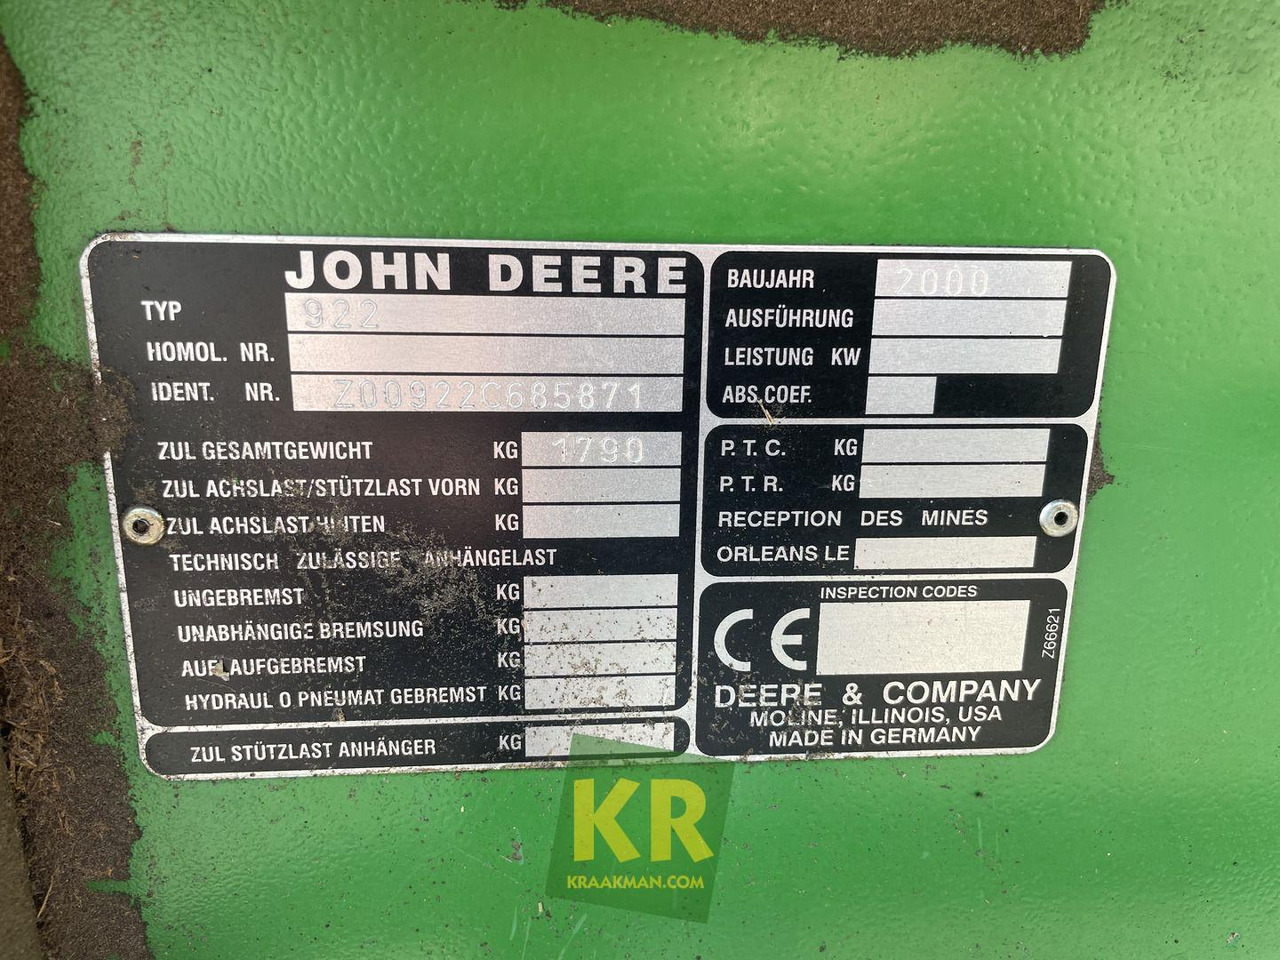 JOHN DEERE
TYP 922
HOMOL. NR.
IDENT. NR. Z00922C685871
ZUL GESAMTGEWICHT KG 1790
ZUL ACHSLAST/STÜTZLAST VORN KG
ZUL ACHSLAST HINTEN KG
TECHNISCH ZULÄSSIGE ANHÄNGELAST
UNGEBREMST KG
UNABHÄNGIGE BREMSUNG KG
AUFLAUFGEBREMST KG
HYDRAUL O PNEUMAT GEBREMST KG
ZUL STÜTZLAST ANHÄNGER KG
BAUJAHR 2000
AUSFÜHRUNG
LEISTUNG KW
ABS.COEF.
P. T. C. KG
P. T. R. KG
RECEPTION DES MINES
ORLEANS LE
INSPECTION CODES
CE
Z66621
DEERE & COMPANY
MOLINE, ILLINOIS, USA
MADE IN GERMANY
KR
KRAAKMAN.COM